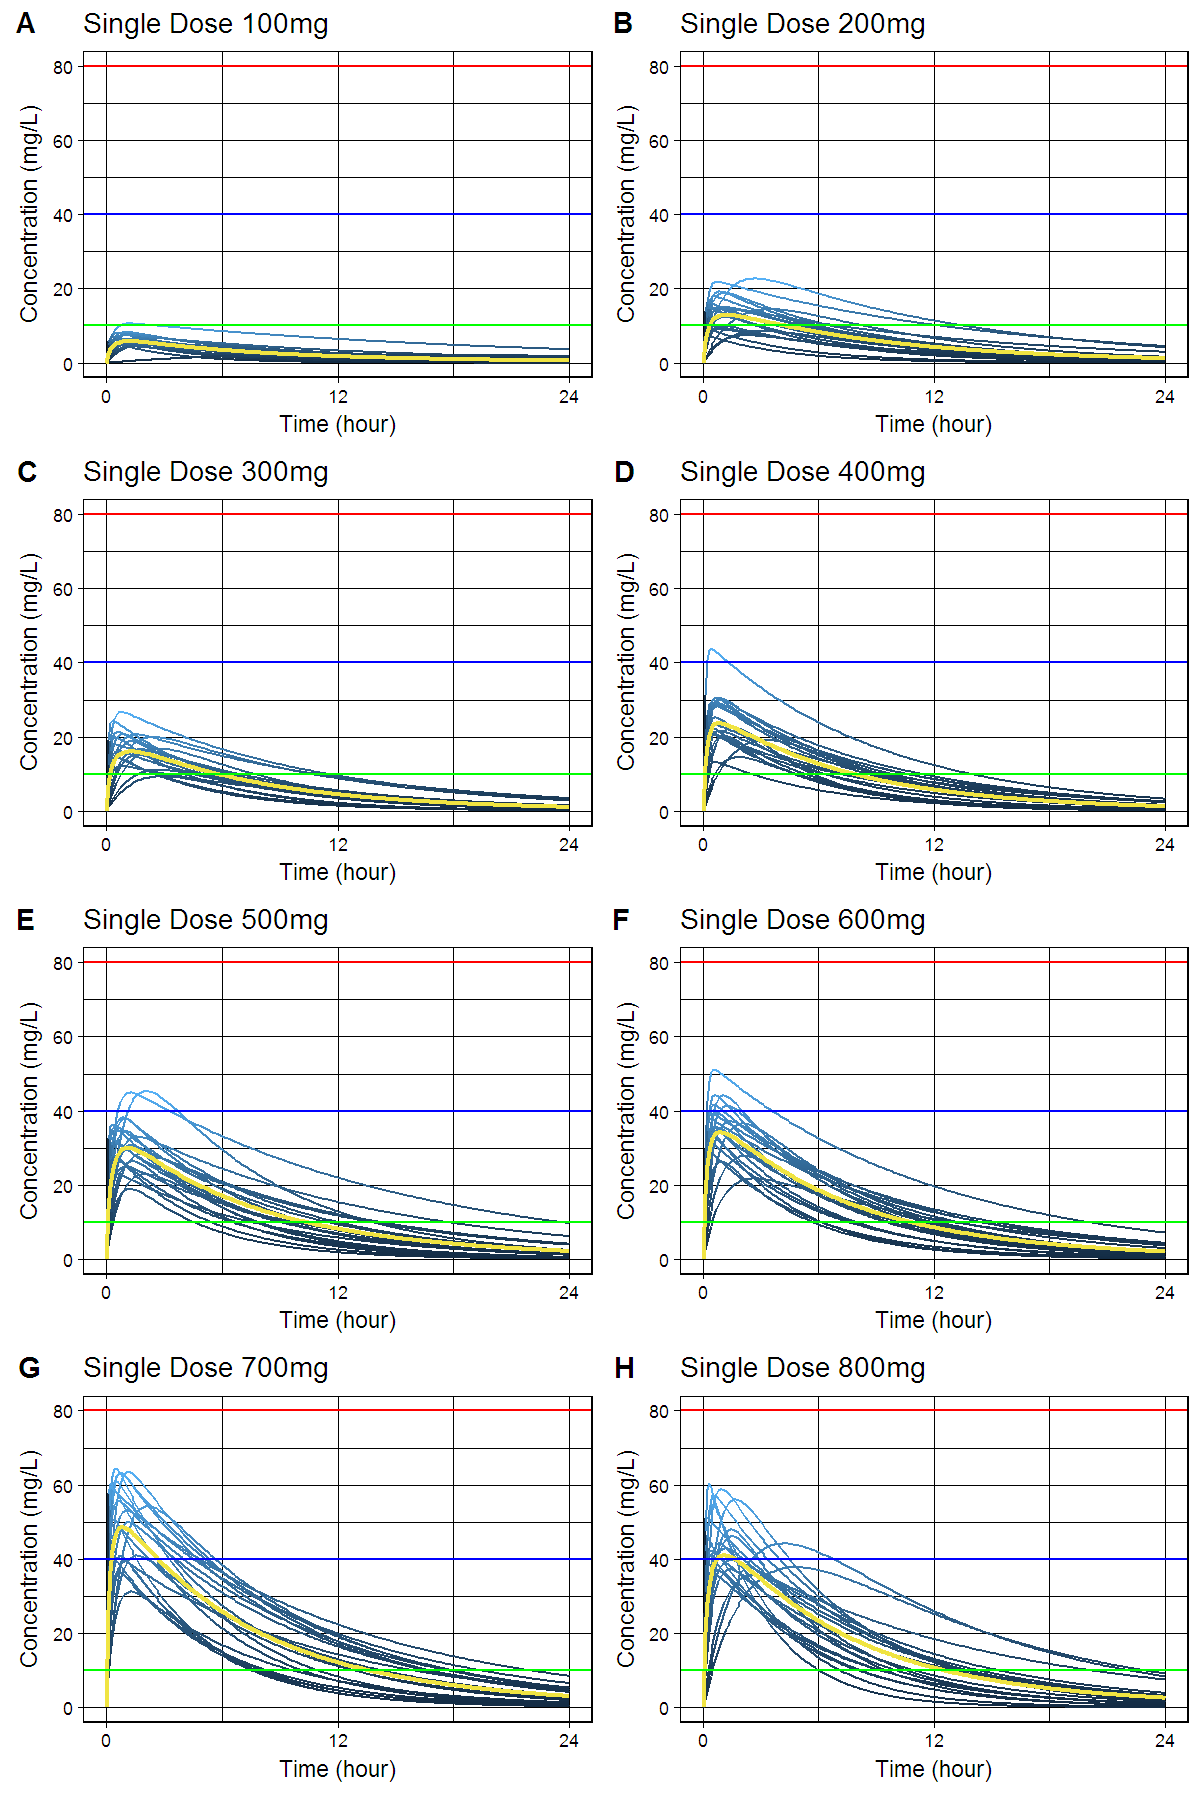 A Single Dose 100mg
Concentration (mg/L)
80
60
40
20
0
0 12 24
Time (hour)
B Single Dose 200mg
Concentration (mg/L)
80
60
40
20
0
0 12 24
Time (hour)
C Single Dose 300mg
Concentration (mg/L)
80
60
40
20
0
0 12 24
Time (hour)
D Single Dose 400mg
Concentration (mg/L)
80
60
40
20
0
0 12 24
Time (hour)
E Single Dose 500mg
Concentration (mg/L)
80
60
40
20
0
0 12 24
Time (hour)
F Single Dose 600mg
Concentration (mg/L)
80
60
40
20
0
0 12 24
Time (hour)
G Single Dose 700mg
Concentration (mg/L)
80
60
40
20
0
0 12 24
Time (hour)
H Single Dose 800mg
Concentration (mg/L)
80
60
40
20
0
0 12 24
Time (hour)